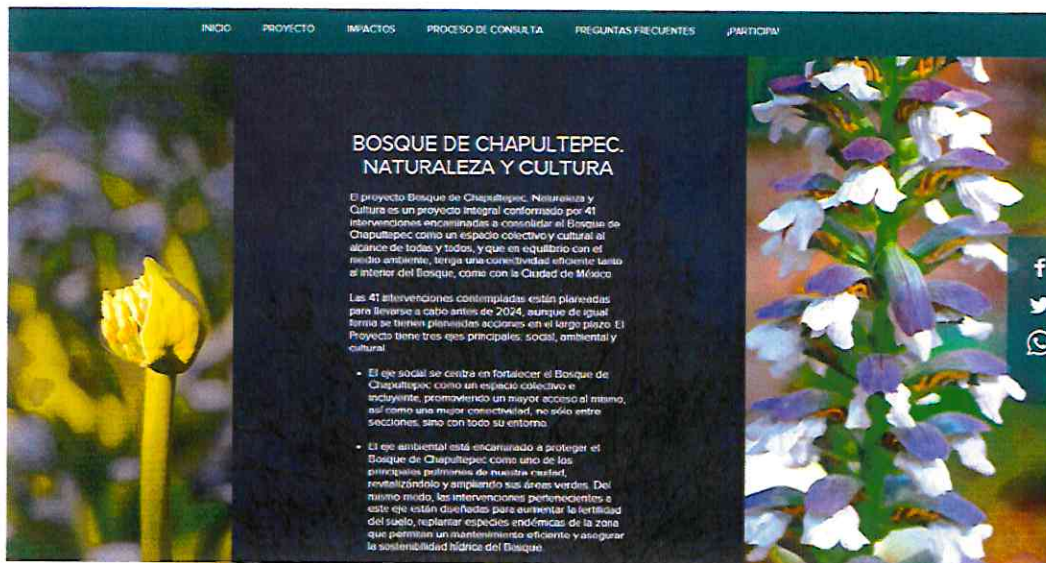 INICIO PROYECTO IMPACTOS PROCESO DE CONSULTA PREGUNTAS FRECUENTES ¡PARTICIPA!
BOSQUE DE CHAPULTEPEC.
NATURALEZA Y CULTURA
El proyecto Bosque de Chapultepec, Naturaleza y
Cultura es un proyecto integral conformado por 41
intervenciones encaminadas a consolidar el Bosque de
Chapultepec como un espacio colectivo y cultural al
alcance de todas y todos, y que en equilibrio con el
medio ambiente, tenga una conectividad eficiente tanto
al interior del Bosque, como con la Ciudad de México.
Las 41 intervenciones contempladas están planeadas
para llevarse a cabo antes de 2024, aunque de igual
forma se tienen planeadas acciones en el largo plazo. El
Proyecto tiene tres ejes principales: social, ambiental y
cultural.
• El eje social se centra en fortalecer el Bosque de
Chapultepec como un espacio colectivo e
incluyente, promoviendo un mayor acceso al mismo,
así como una mejor conectividad, no sólo entre
secciones, sino con todo su entorno.
• El eje ambiental está encaminado a proteger el
Bosque de Chapultepec como uno de los
principales pulmones de nuestra ciudad,
revitalizándolo y ampliando sus áreas verdes. Del
mismo modo, las intervenciones pertenecientes a
este eje están diseñadas para aumentar la fertilidad
del suelo, replantar especies endémicas de la zona
que permitan un mantenimiento eficiente y asegurar
la sostenibilidad hídrica del Bosque.